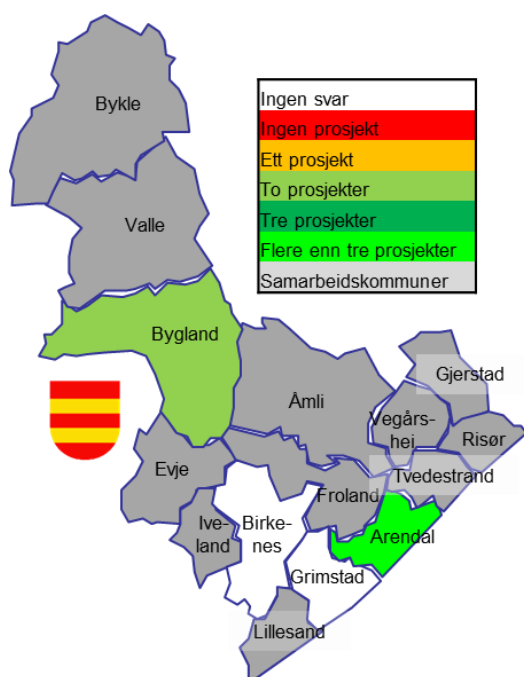 Bykle
Ingen svar
Ingen prosjekt
Ett prosjekt
To prosjekter
Tre prosjekter
Flere enn tre prosjekter
Samarbeidskommuner
Valle
Bygland
Gjerstad
Åmli
Vegårs-
hei
Risør
Evje
Tvedestrand
Froland
Ive-
land
Birke-
nes
Arendal
Grimstad
Lillesand